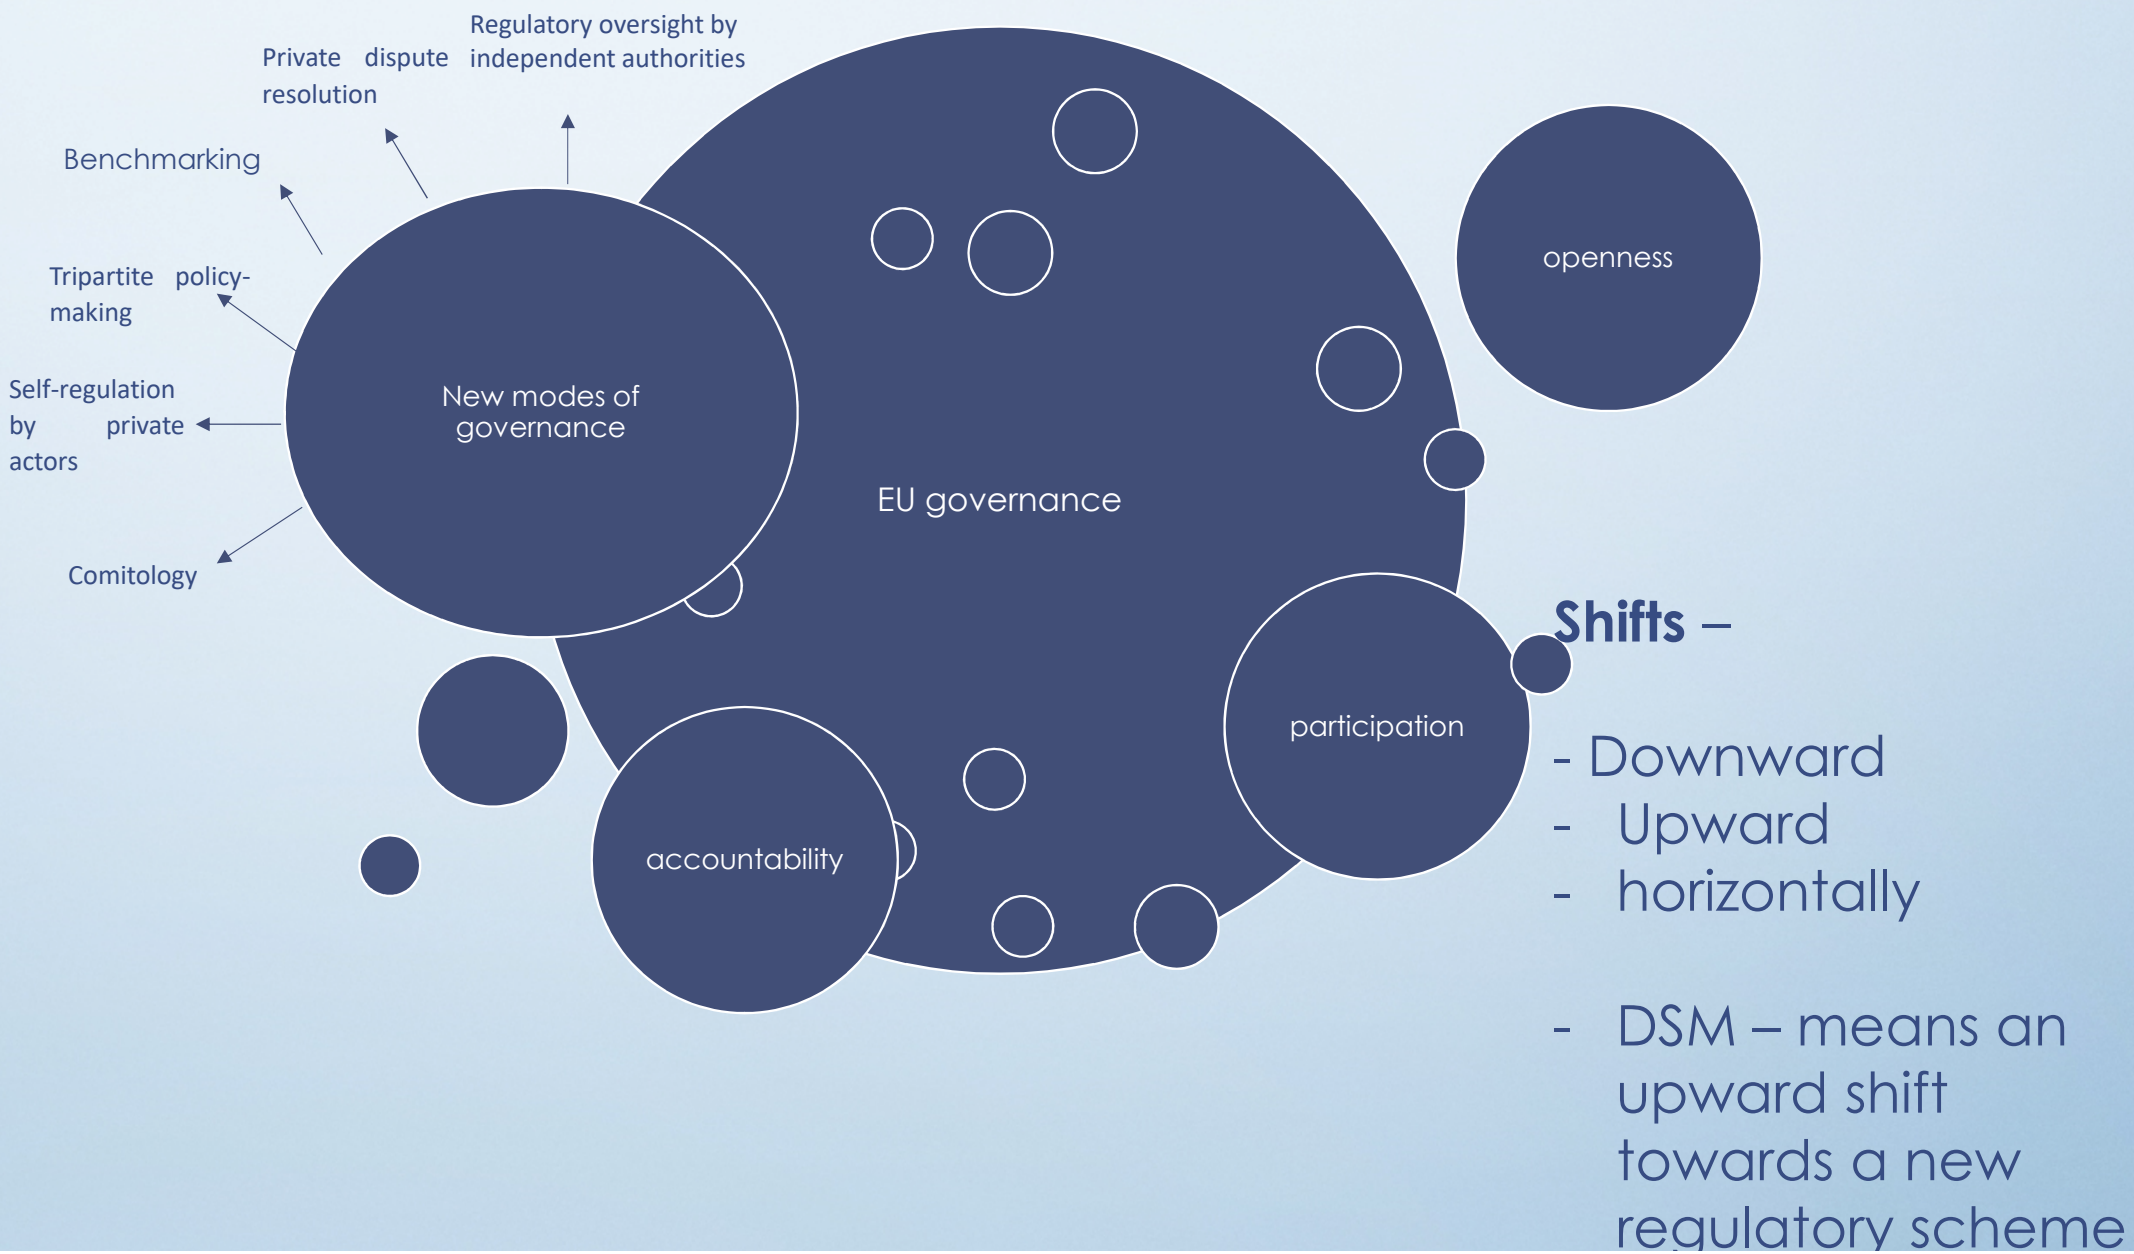 Regulatory oversight by
independent authorities
Private dispute
resolution
Benchmarking
Tripartite policy-
making
Self-regulation
by private
actors
Comitology
New modes of
governance
EU governance
openness
participation
accountability
Shifts –
- Downward
- Upward
- horizontally
- DSM – means an
upward shift
towards a new
regulatory scheme